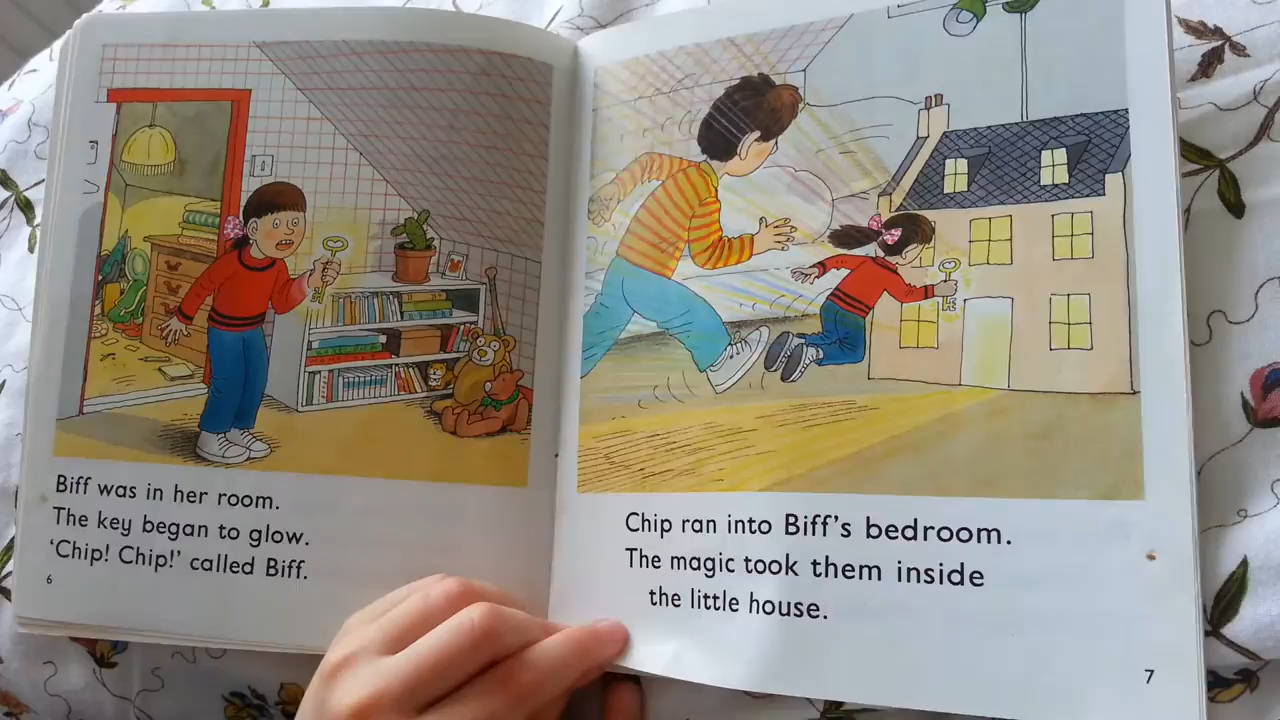 Biff was in her room.
The key began to glow.
‘Chip! Chip!’ called Biff.
6
Chip ran into Biff’s bedroom.
The magic took them inside
the little house.
7